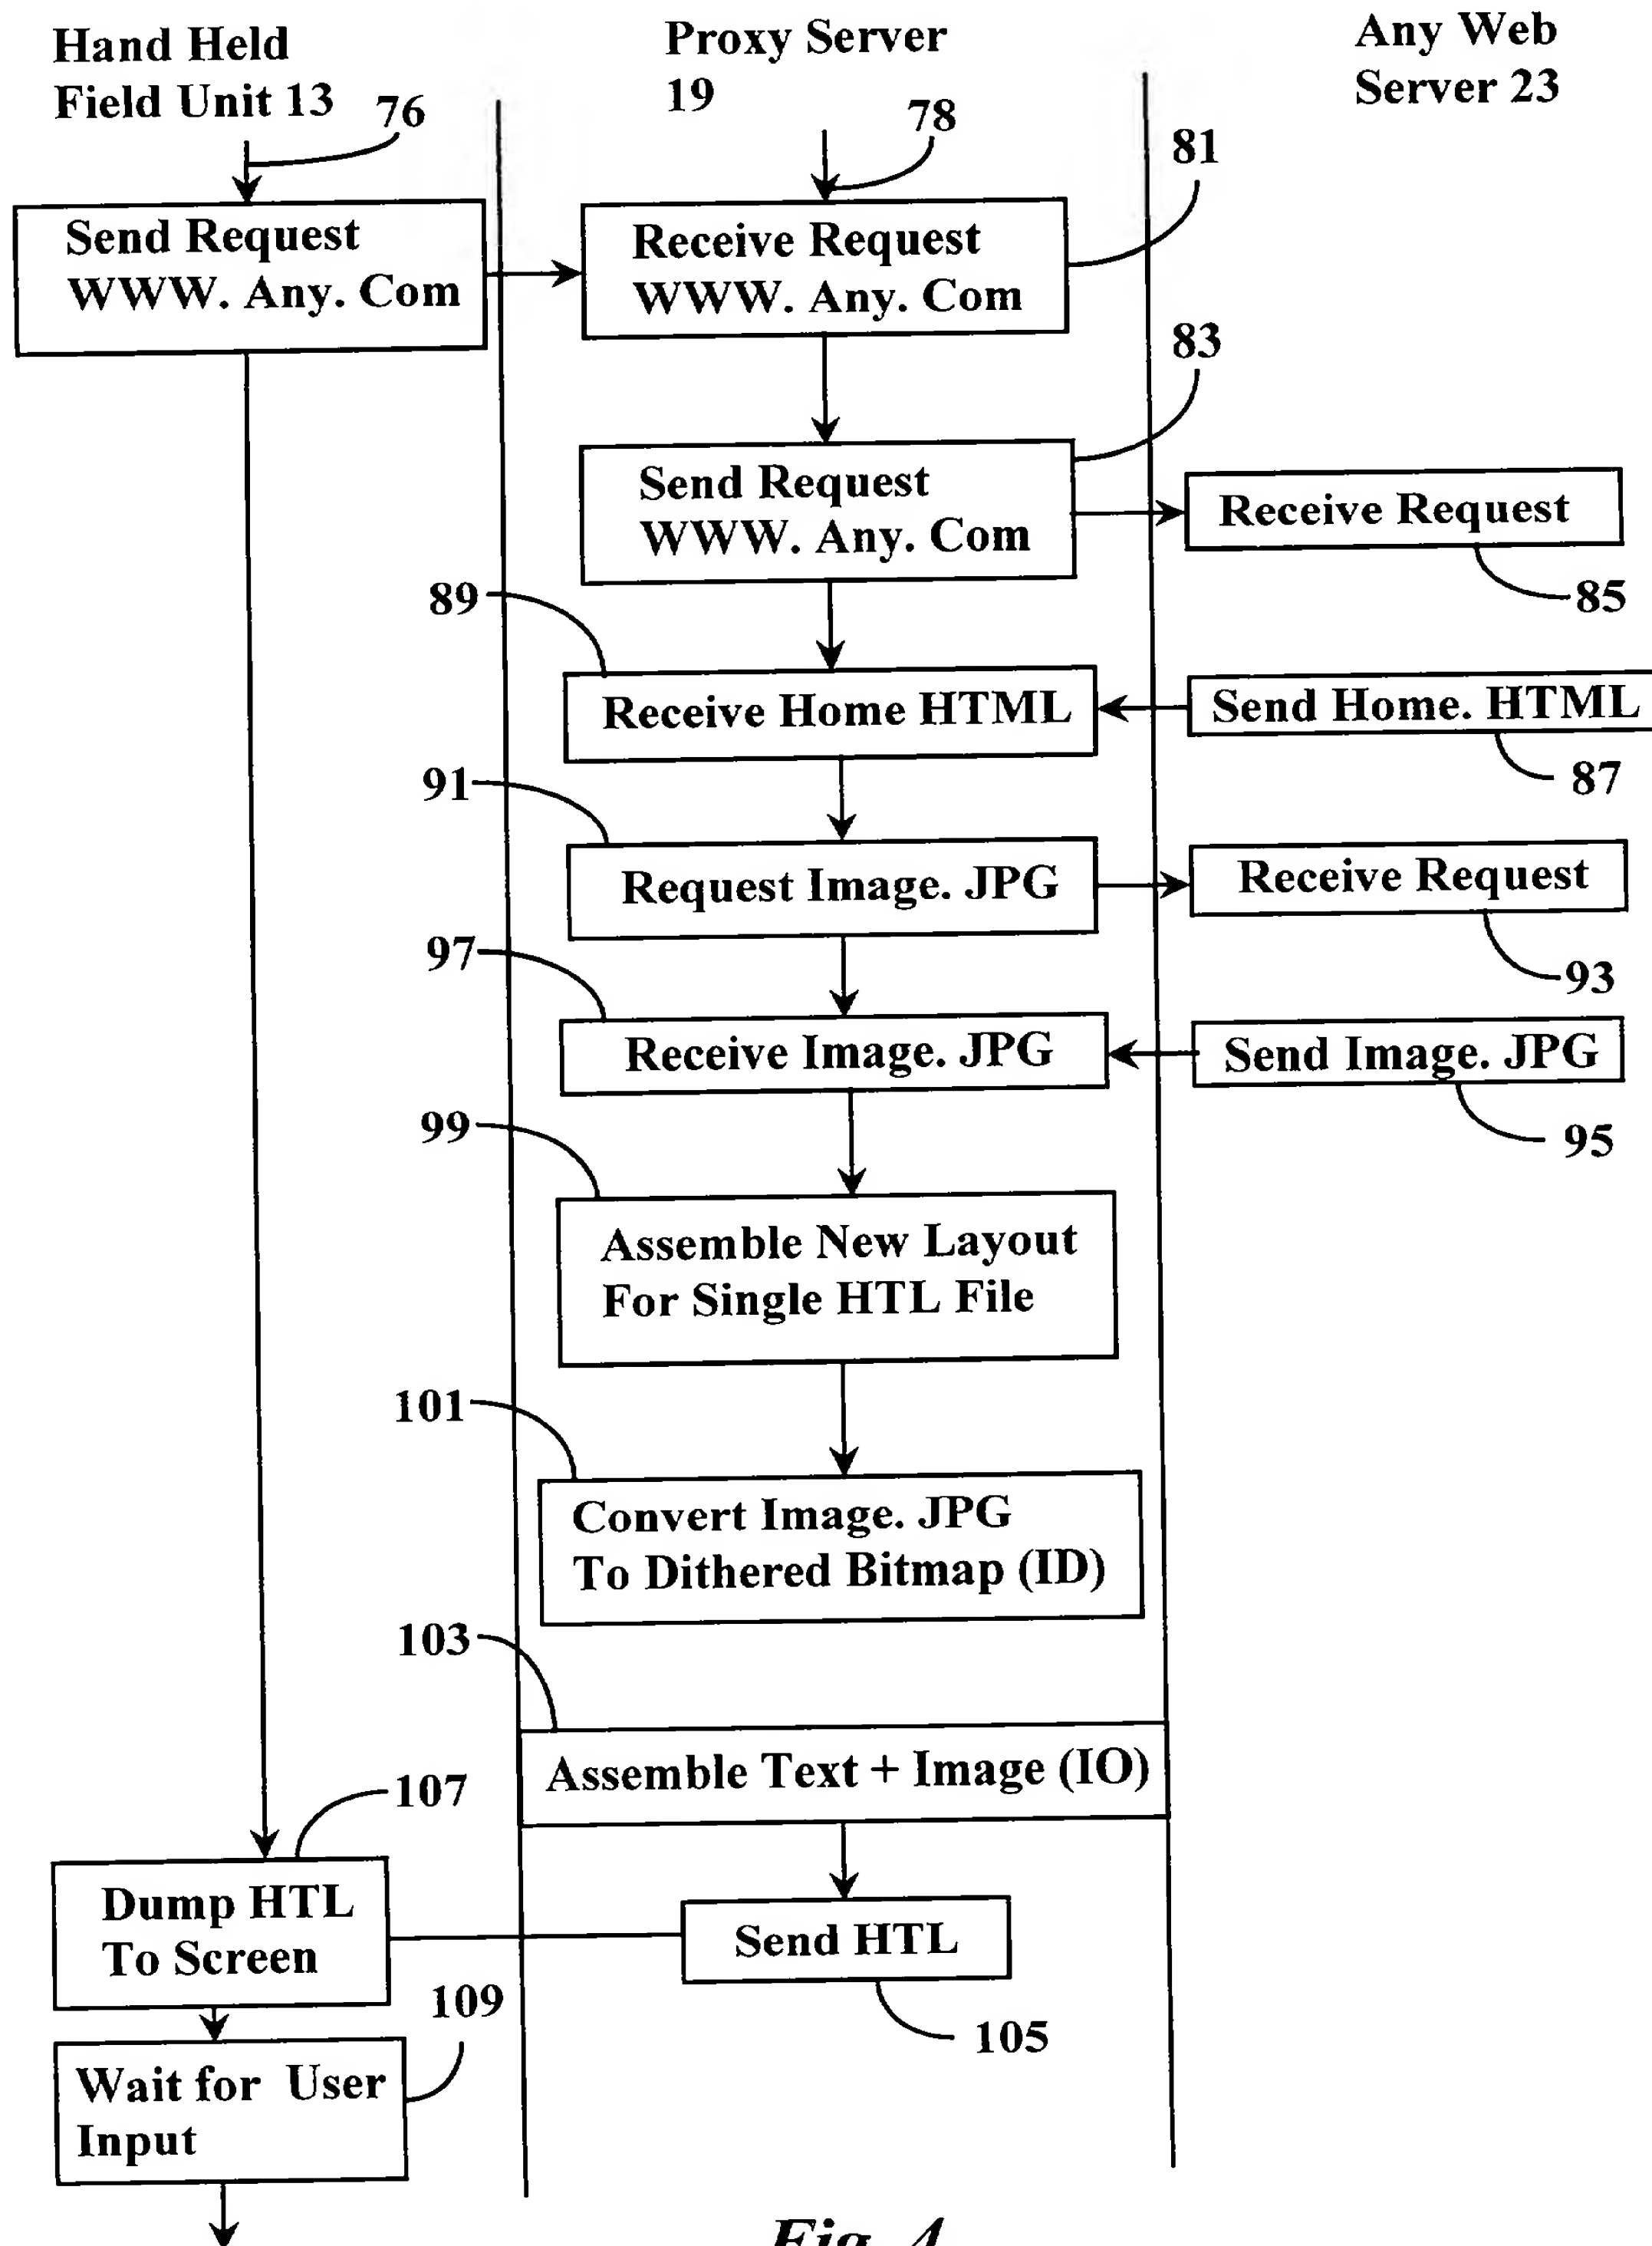 Hand Held
Field Unit 13
76
Proxy Server
19
78
Any Web
Server 23
81
Send Request
WWW. Any. Com
Receive Request
WWW. Any. Com
83
Send Request
WWW. Any. Com
Receive Request
85
89
Receive Home HTML
Send Home. HTML
87
91
Request Image. JPG
Receive Request
93
97
Receive Image. JPG
Send Image. JPG
95
99
Assemble New Layout
For Single HTL File
101
Convert Image. JPG
To Dithered Bitmap (ID)
103
Assemble Text + Image (IO)
107
Dump HTL
To Screen
Send HTL
105
109
Wait for User
Input
Fig. 4